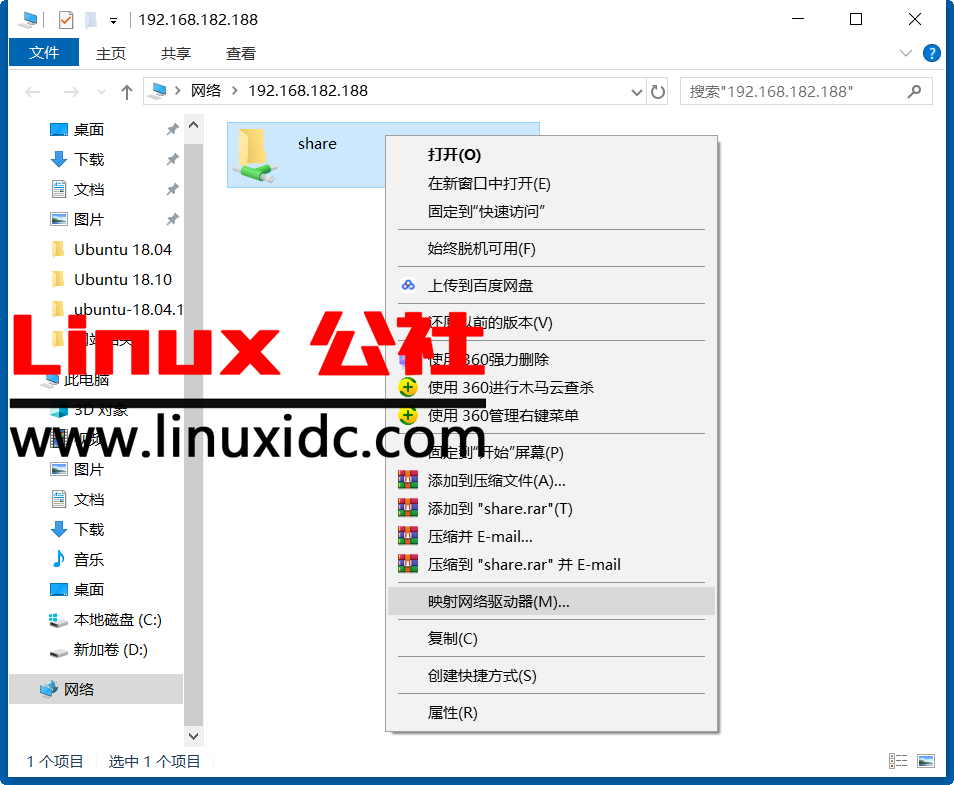 192.168.182.188
文件 主页 共享 查看
网络 192.168.182.188 搜索"192.168.182.188"
桌面
下载
文档
图片
Ubuntu 18.04
Ubuntu 18.10
ubuntu-18.04.1
此电脑
3D 对象
视频
图片
文档
下载
音乐
桌面
本地磁盘 (C:)
新加卷 (D:)
网络
share
打开(O)
在新窗口中打开(E)
固定到"快速访问"
始终脱机可用(F)
上传到百度网盘
还原以前的版本(V)
使用 360强力删除
使用 360进行木马云查杀
使用 360管理右键菜单
固定到"开始"屏幕(P)
添加到压缩文件(A)...
添加到 "share.rar"(T)
压缩并 E-mail...
压缩到 "share.rar" 并 E-mail
映射网络驱动器(M)...
复制(C)
创建快捷方式(S)
属性(R)
Linux 公社
www.linuxidc.com
1 个项目 选中 1 个项目